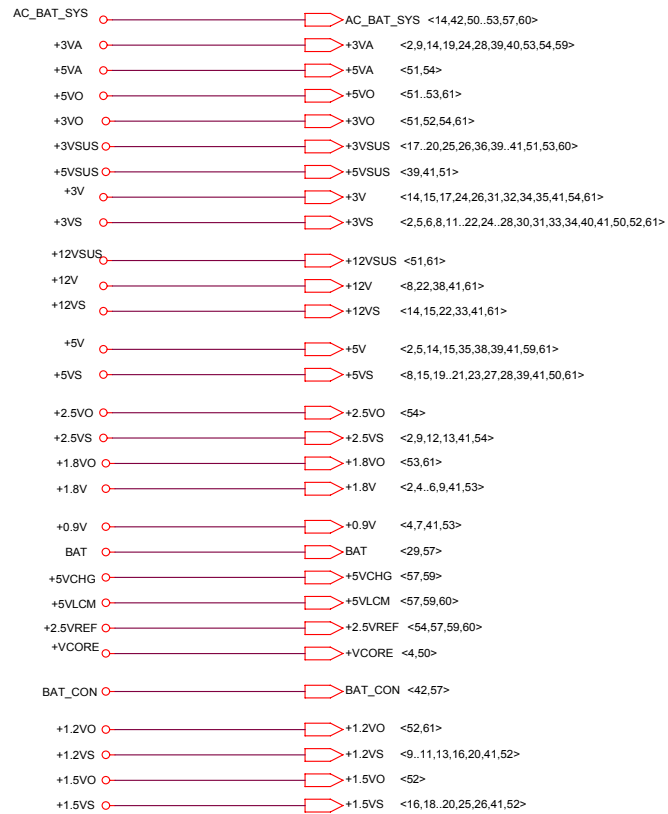 AC_BAT_SYS AC_BAT_SYS <14,42,50..53,57,60>
+3VA +3VA <2,9,14,19,24,28,39,40,53,54,59>
+5VA +5VA <51,54>
+5VO +5VO <51..53,61>
+3VO +3VO <51,52,54,61>
+3VSUS +3VSUS <17..20,25,26,36,39..41,51,53,60>
+5VSUS +5VSUS <39,41,51>
+3V +3V <14,15,17,24,26,31,32,34,35,41,54,61>
+3VS +3VS <2,5,6,8,11..22,24..28,30,31,33,34,40,41,50,52,61>
+12VSUS +12VSUS <51,61>
+12V +12V <8,22,38,41,61>
+12VS +12VS <14,15,22,33,41,61>
+5V +5V <2,5,14,15,35,38,39,41,59,61>
+5VS +5VS <8,15,19..21,23,27,28,39,41,50,61>
+2.5VO +2.5VO <54>
+2.5VS +2.5VS <2,9,12,13,41,54>
+1.8VO +1.8VO <53,61>
+1.8V +1.8V <2,4..6,9,41,53>
+0.9V +0.9V <4,7,41,53>
BAT BAT <29,57>
+5VCHG +5VCHG <57,59>
+5VLCM +5VLCM <57,59,60>
+2.5VREF +2.5VREF <54,57,59,60>
+VCORE +VCORE <4,50>
BAT_CON BAT_CON <42,57>
+1.2VO +1.2VO <52,61>
+1.2VS +1.2VS <9..11,13,16,20,41,52>
+1.5VO +1.5VO <52>
+1.5VS +1.5VS <16,18..20,25,26,41,52>